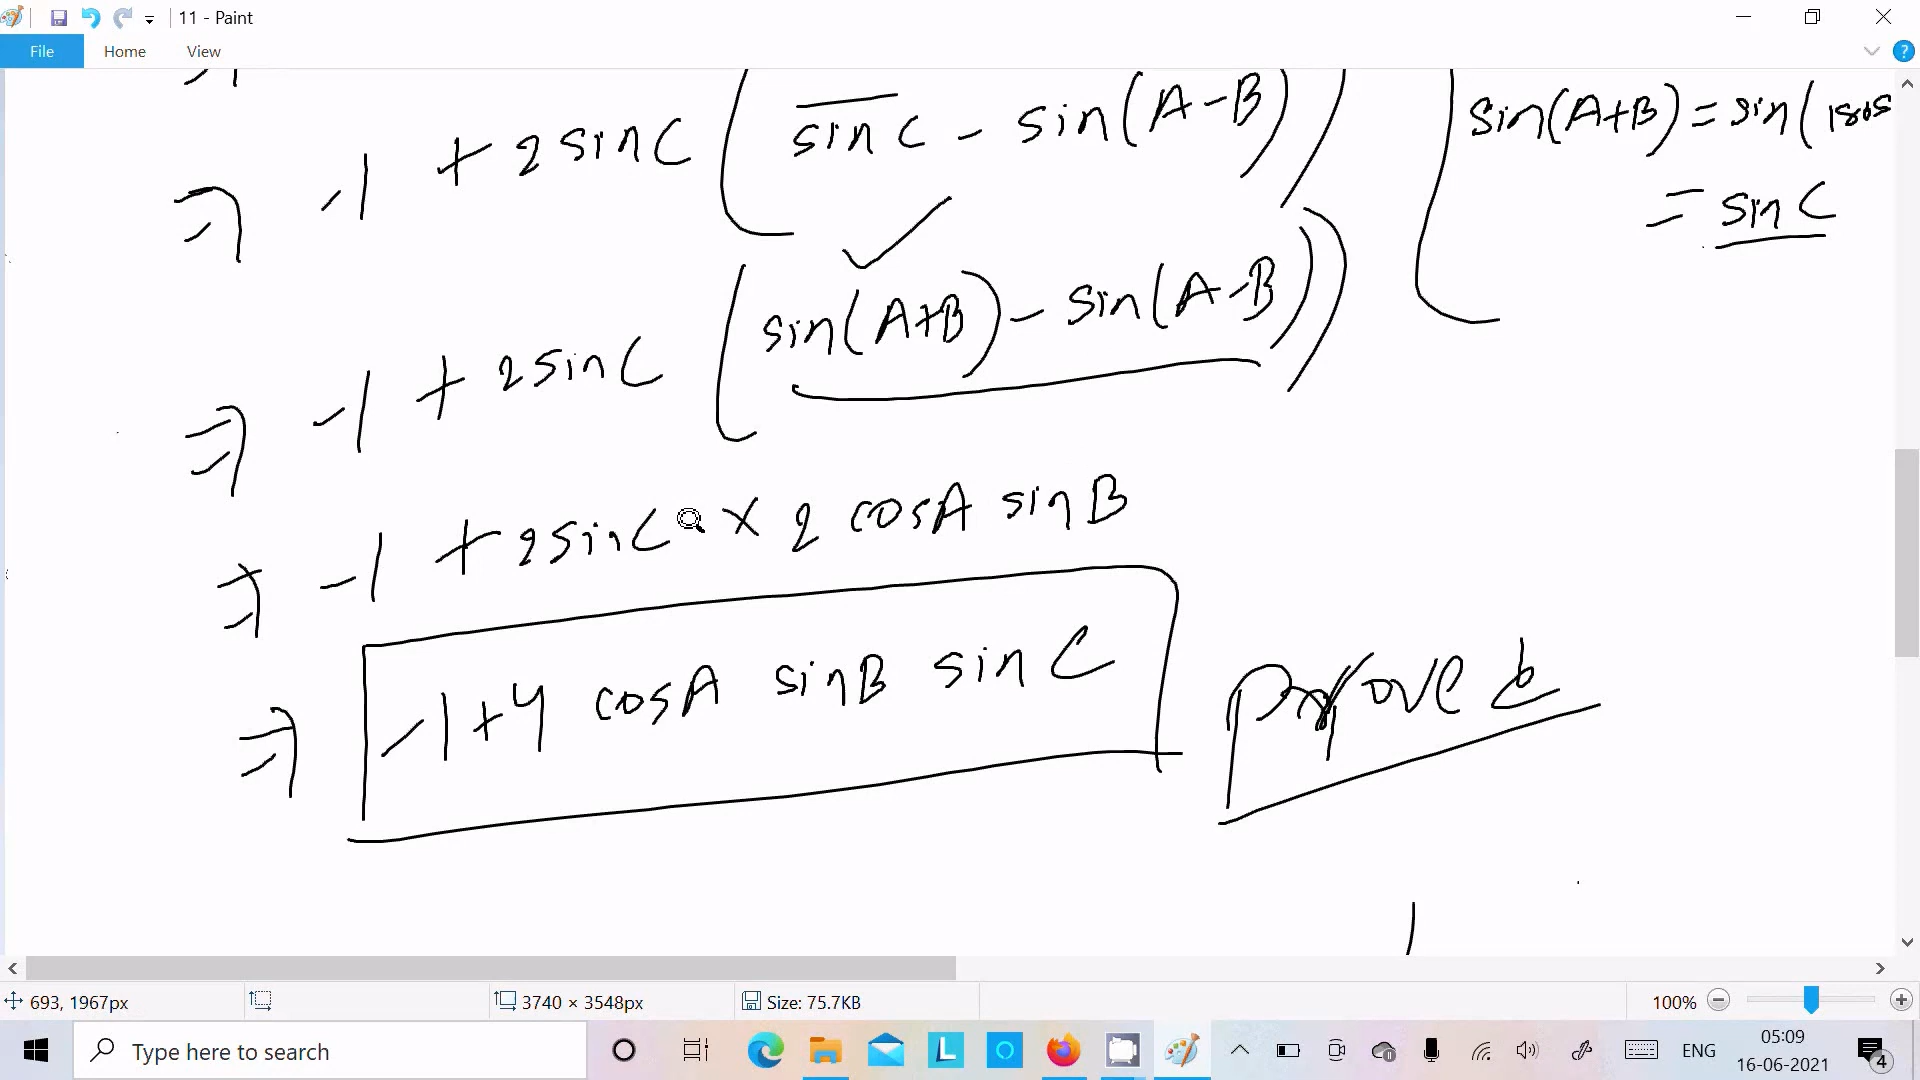 11 - Paint
File Home View
⇒ -1 + 2 sin C ( sin C - sin(A-B) )
sin(A+B) = sin(180
= sin C
⇒ -1 + 2 sin C ( sin(A+B) - sin(A-B) )
⇒ -1 + 2 sin C × 2 cos A sin B
⇒ -1+4 cos A sin B sin C
693, 1967px 3740 × 3548px Size: 75.7KB 100%
Type here to search
ENG 05:09
16-06-2021
4